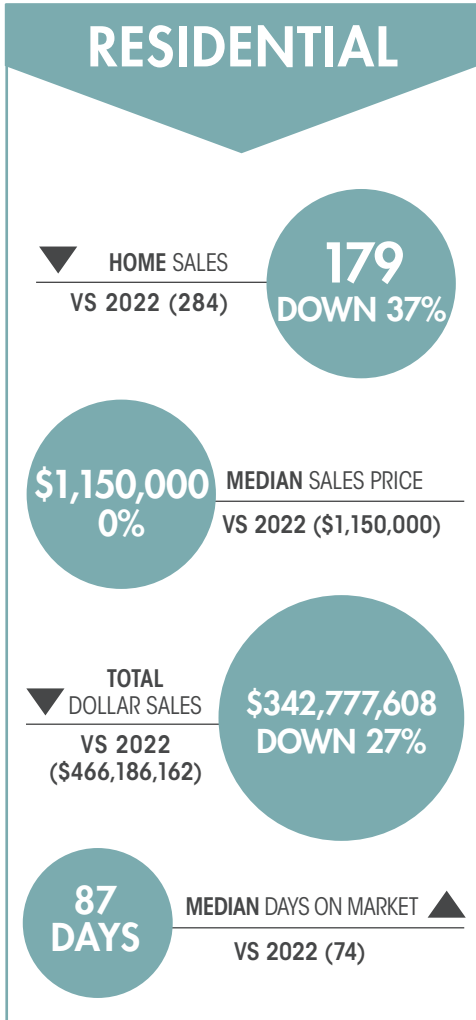 RESIDENTIAL
HOME SALES
VS 2022 (284)
179
DOWN 37%
$1,150,000
0%
MEDIAN SALES PRICE
VS 2022 ($1,150,000)
TOTAL
DOLLAR SALES
VS 2022
($466,186,162)
$342,777,608
DOWN 27%
87
DAYS
MEDIAN DAYS ON MARKET
VS 2022 (74)